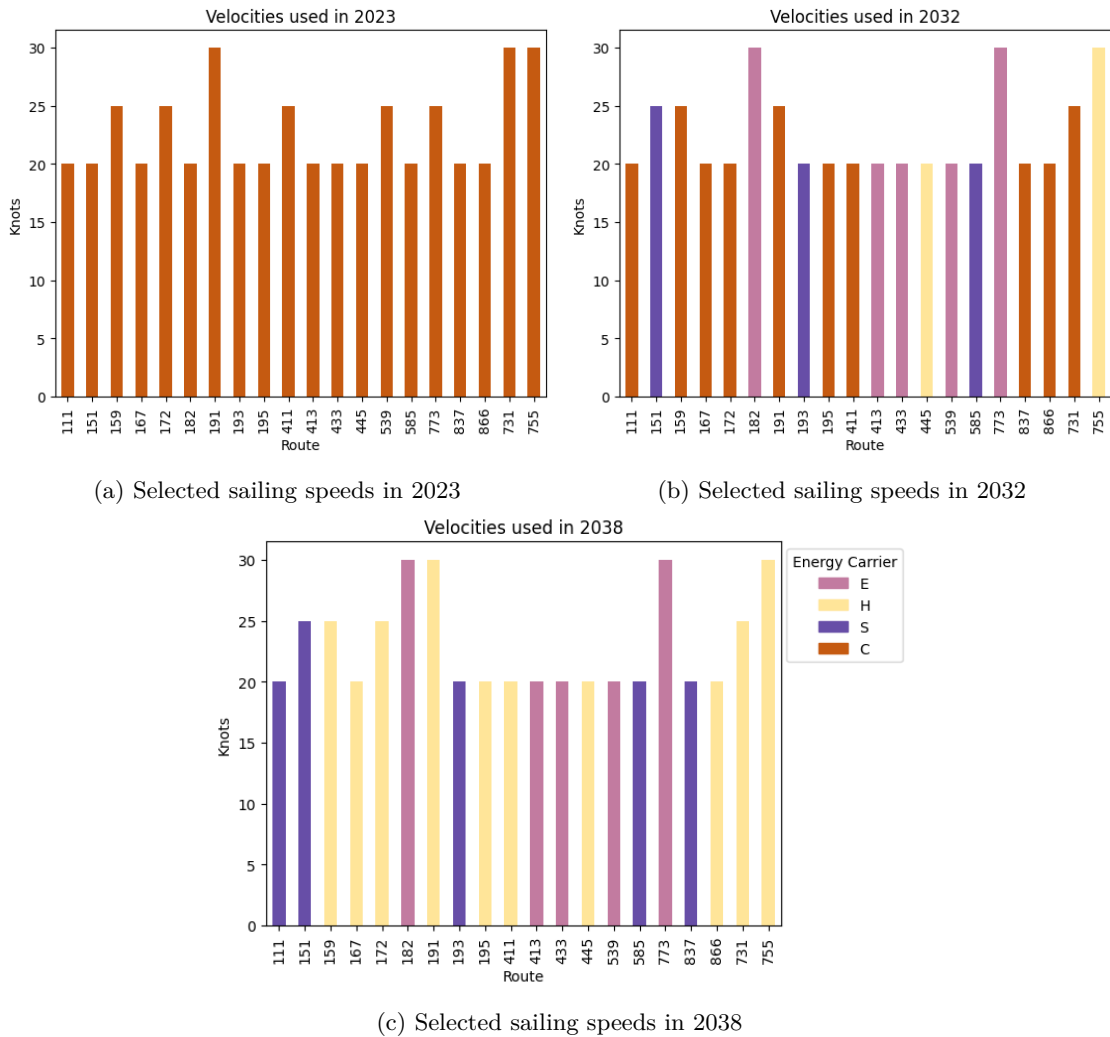 Velocities used in 2023
30
25
20
15
10
5
0
Knots
111 151 159 167 172 182 191 193 195 411 413 433 445 539 585 773 837 866 731 755
Route
(a) Selected sailing speeds in 2023
Velocities used in 2032
30
25
20
15
10
5
0
Knots
111 151 159 167 172 182 191 193 195 411 413 433 445 539 585 773 837 866 731 755
Route
(b) Selected sailing speeds in 2032
Velocities used in 2038
30
25
20
15
10
5
0
Knots
111 151 159 167 172 182 191 193 195 411 413 433 445 539 585 773 837 866 731 755
Route
Energy Carrier
E
H
S
C
(c) Selected sailing speeds in 2038